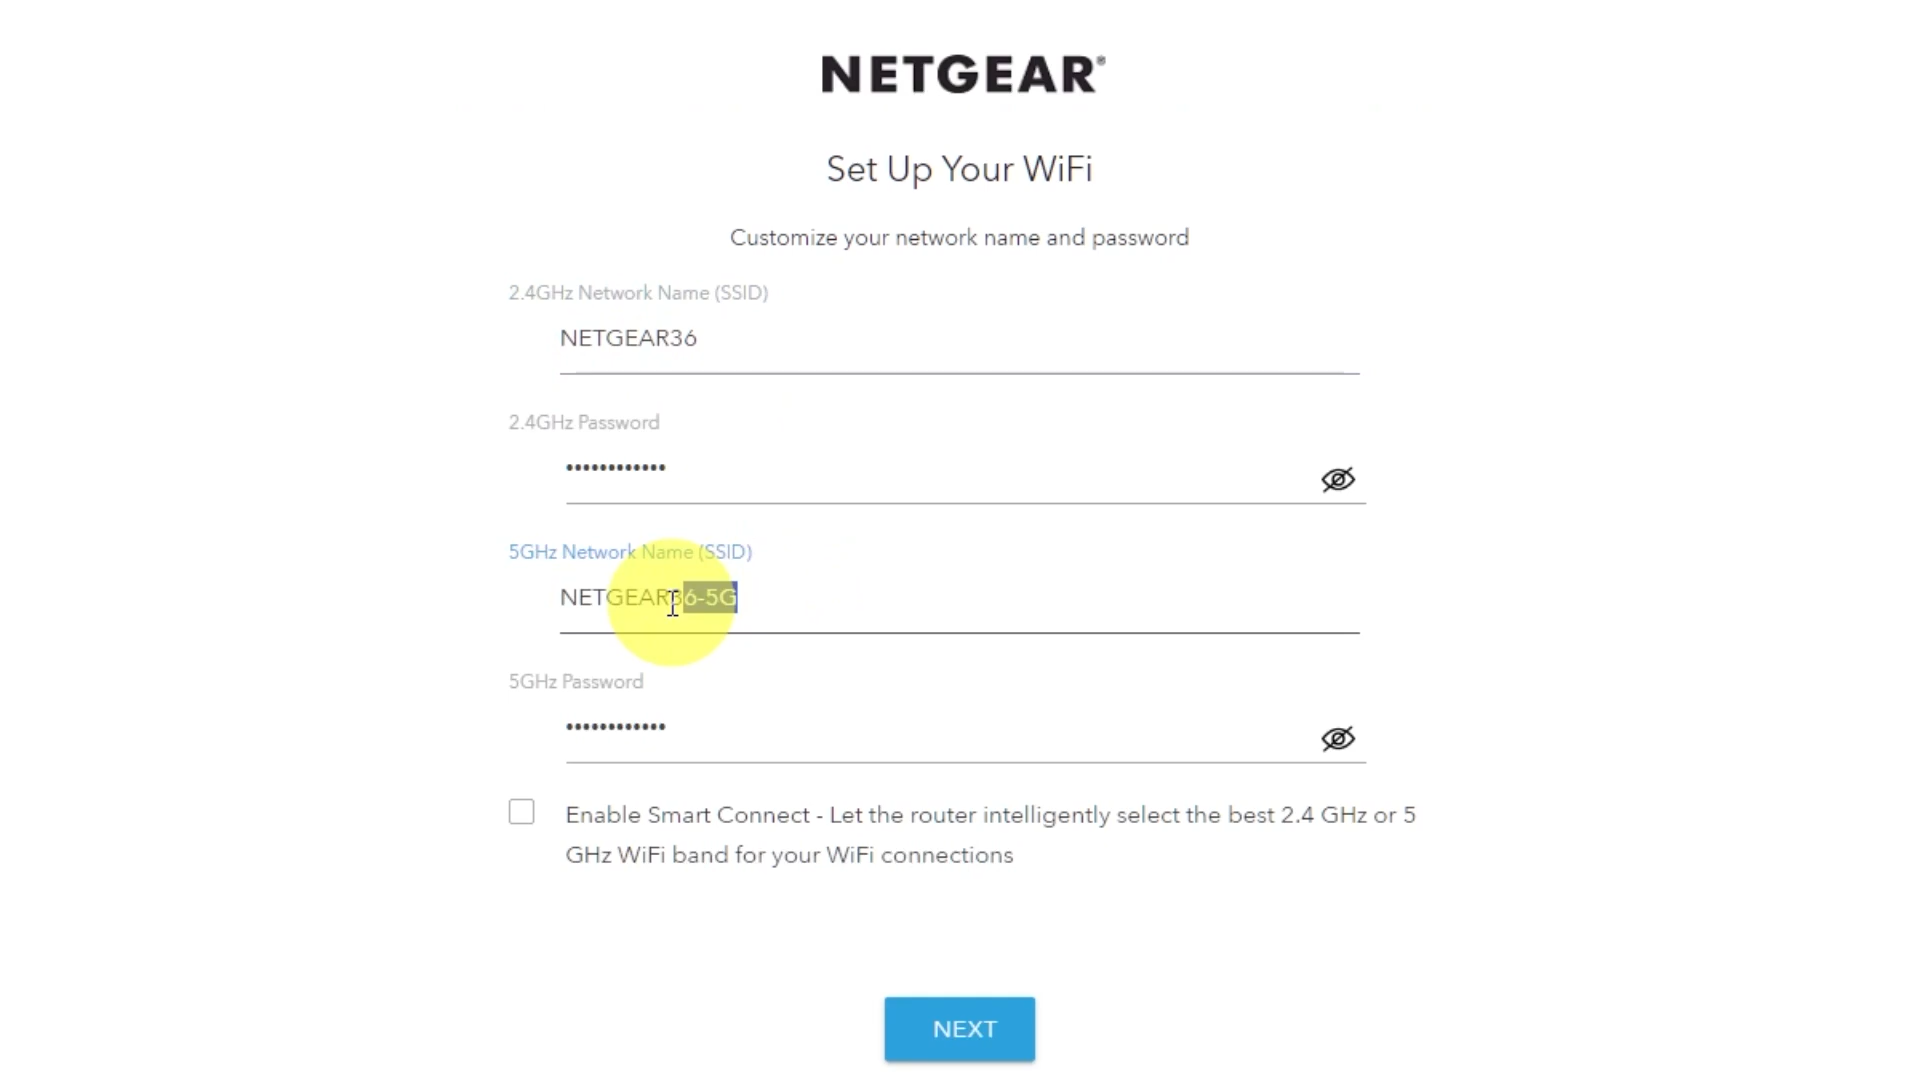 NETGEAR®
Set Up Your WiFi
Customize your network name and password
2.4GHz Network Name (SSID)
NETGEAR36
2.4GHz Password
••••••••••••
5GHz Network Name (SSID)
NETGEAR36-5G
5GHz Password
••••••••••••
Enable Smart Connect - Let the router intelligently select the best 2.4 GHz or 5
GHz WiFi band for your WiFi connections
NEXT